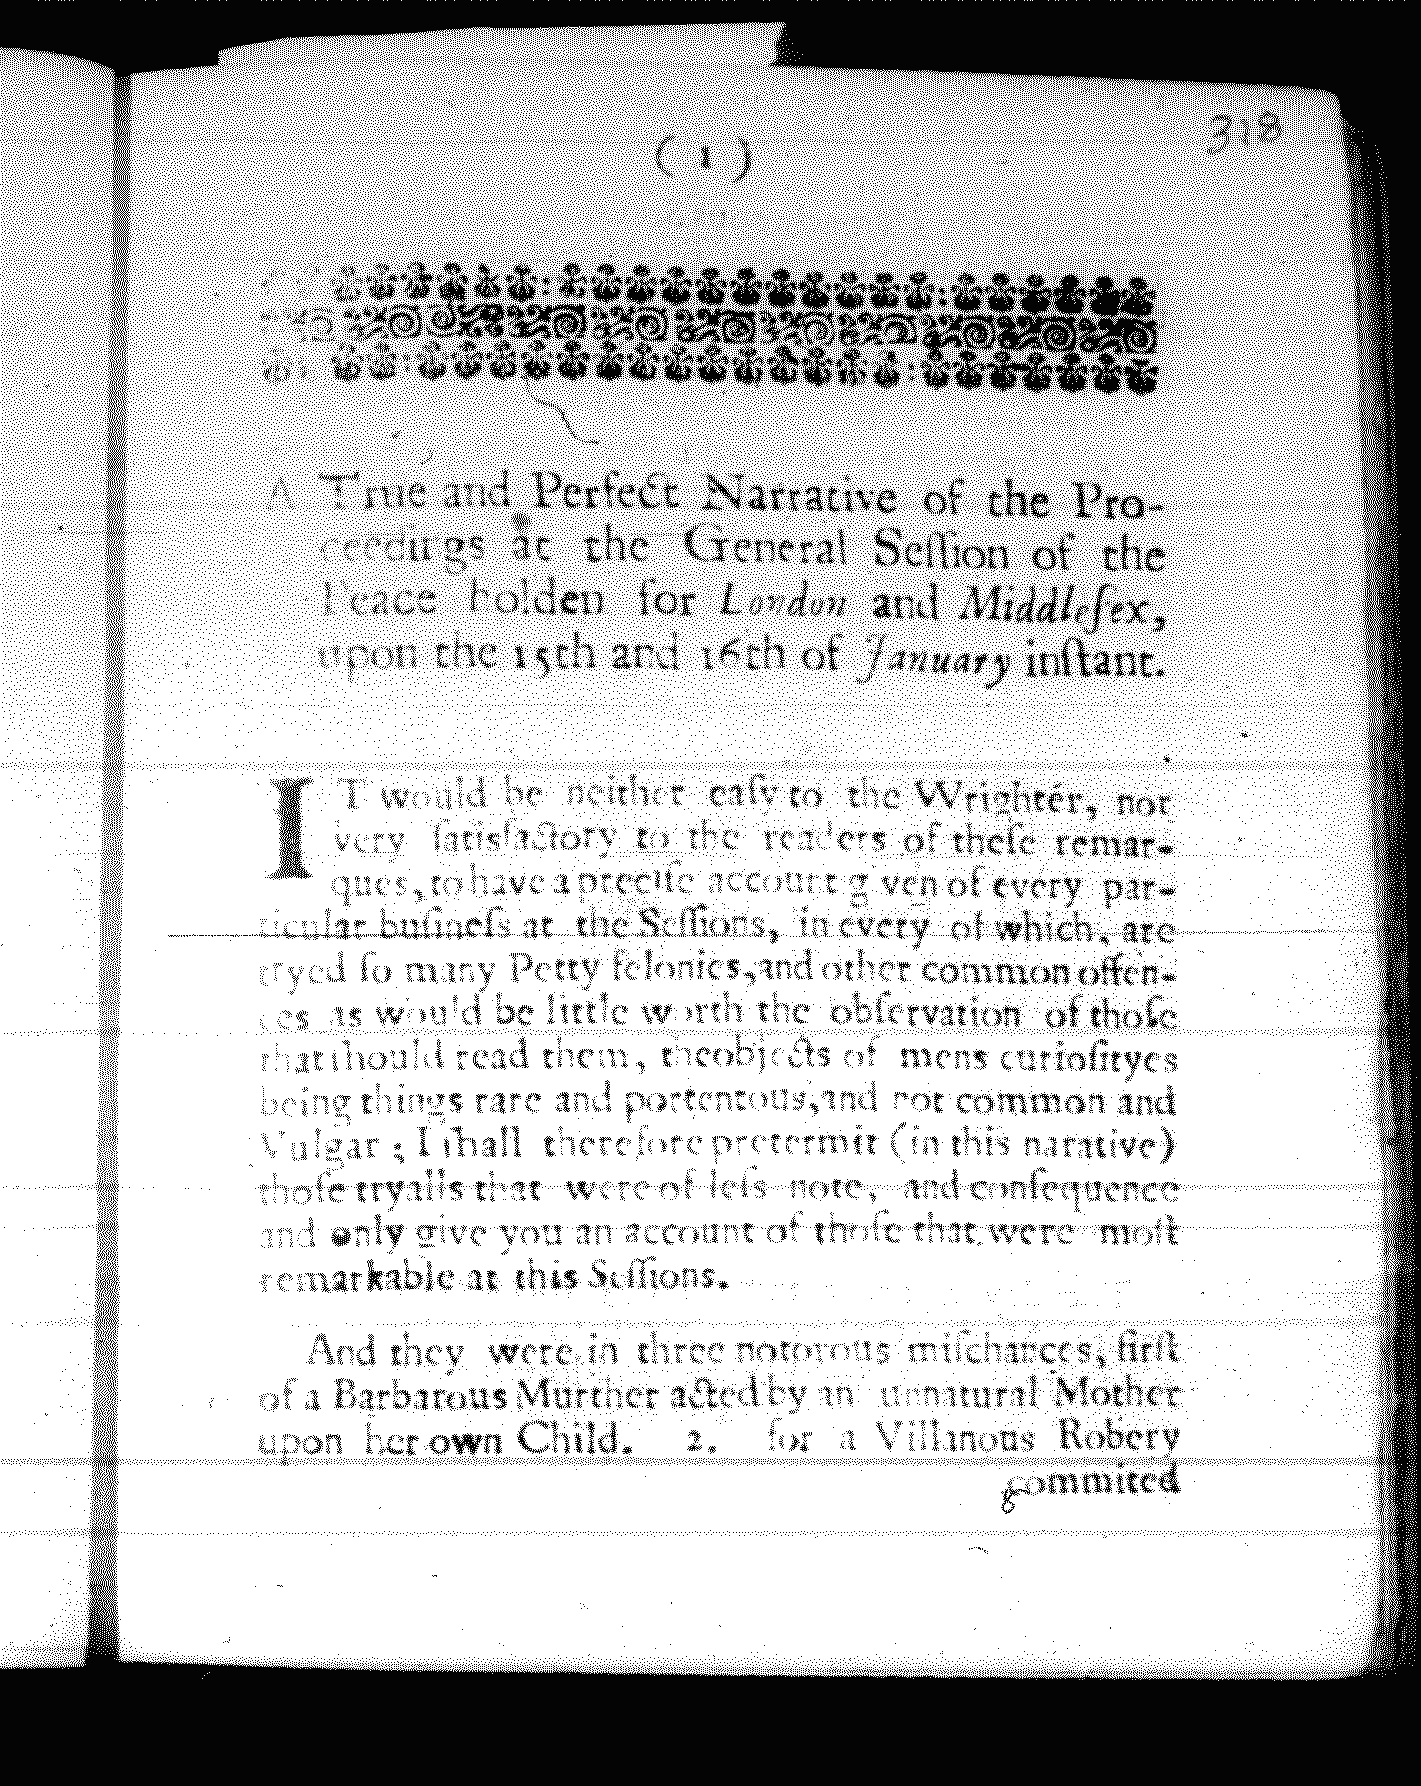 318
( 1 )
A True and Perfect Narrative of the Pro-
ceedings at the General Seſſion of the
Peace holden for London and Middleſex,
upon the 15th and 16th of January inſtant.
IT would be neither eaſy to the Wrighter, not
very ſatisfactory to the readers of theſe remar-
ques, to have a preciſe account given of every par-
ticular buſineſs at the Seſſions, in every of which, are
tryed ſo many Petty felonies, and other common offen-
ces as would be little worth the obſervation of thoſe
that ſhould read them, the objects of mens curioſityes
being things rare and portentous, and not common and
Vulgar ; I ſhall therefore pretermit (in this narative)
thoſe tryalls that were of leſs note, and conſequence
and only give you an account of thoſe that were moſt
remarkable at this Seſſions.
And they were in three notorous miſchances, firſt
of a Barbarous Murther acted by an unnatural Mother
upon her own Child. 2. for a Villanous Robery
commited